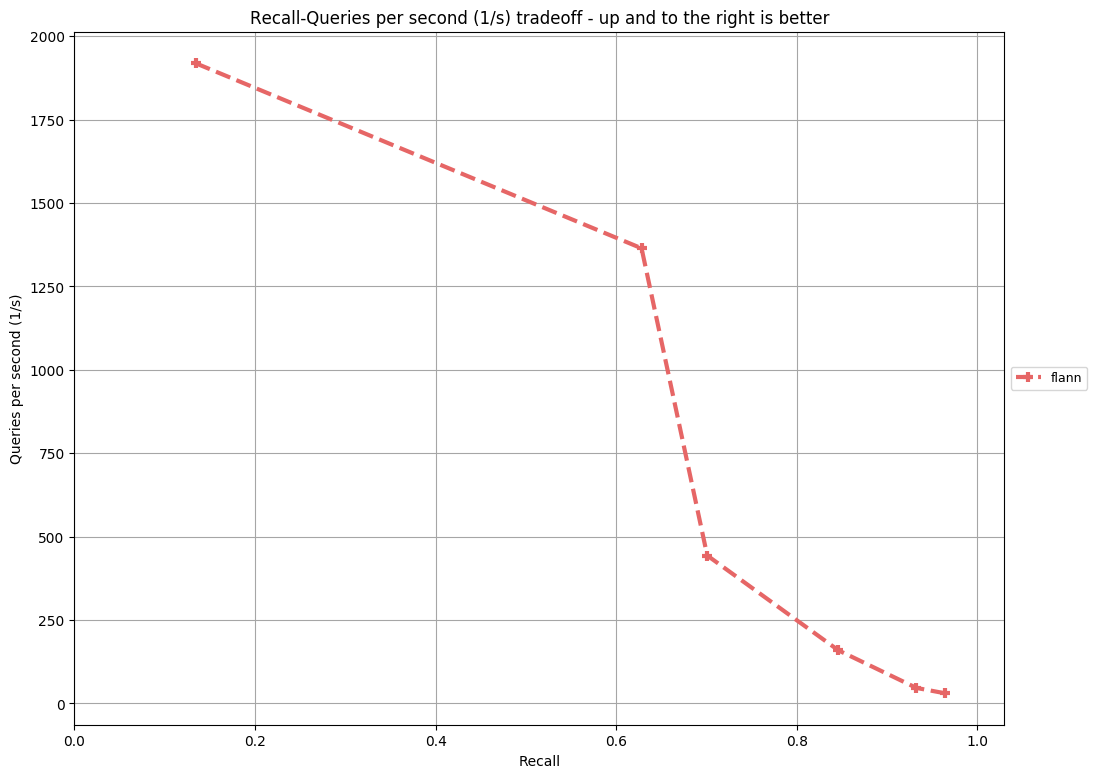 Recall-Queries per second (1/s) tradeoff - up and to the right is better
2000
1750
1500
1250
1000
750
500
250
0
Queries per second (1/s)
0.0 0.2 0.4 0.6 0.8 1.0
Recall
flann